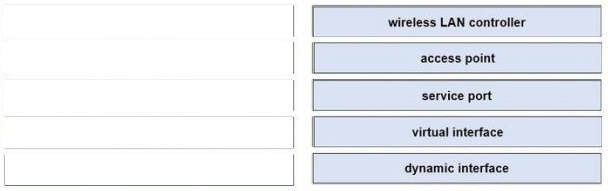 wireless LAN controller
access point
service port
virtual interface
dynamic interface